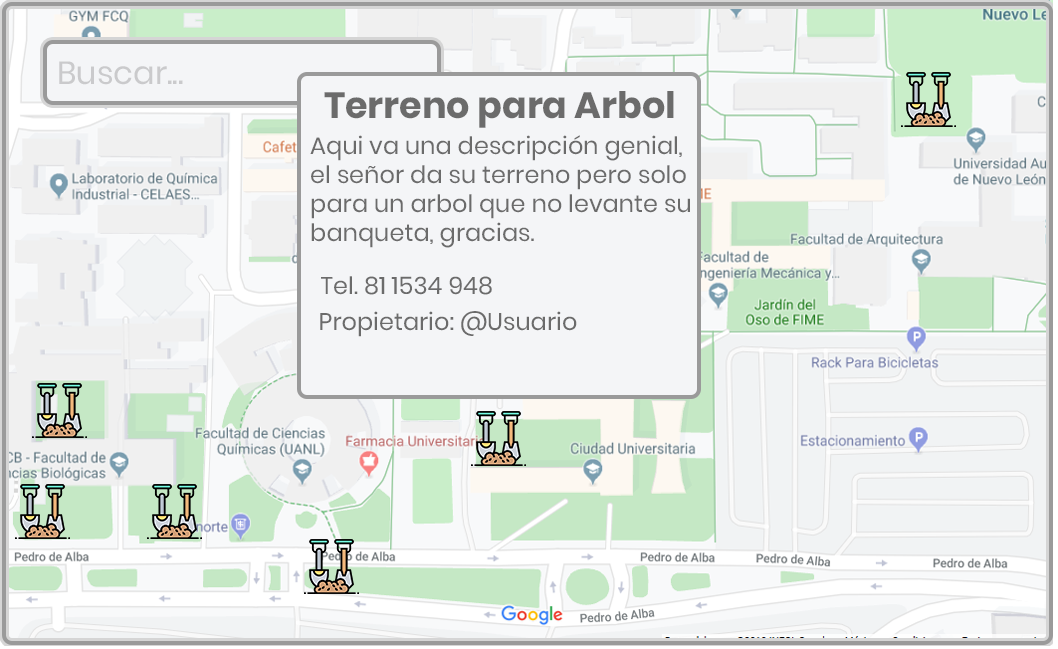 GYM FCQ
Nuevo Le
Buscar...
Terreno para Arbol
Aqui va una descripción genial,
el señor da su terreno pero solo
para un arbol que no levante su
banqueta, gracias.
Tel. 81 1534 948
Propietario: @Usuario
Cafet
Laboratorio de Química
Industrial - CELAES...
Universidad Au
de Nuevo León
Facultad de Arquitectura
Facultad de
ngeniería Mecánica y...
Jardín del
Oso de FIME
Rack Para Bicicletas
Estacionamiento
Facultad de Ciencias
Químicas (UANL)
Farmacia Universitar
Ciudad Universitaria
CB - Facultad de
ncias Biológicas
norte
Pedro de Alba
Pedro de Alba
Pedro de Alba
Pedro de Alba
Pedro de Alba
Google
Pedro de Alba